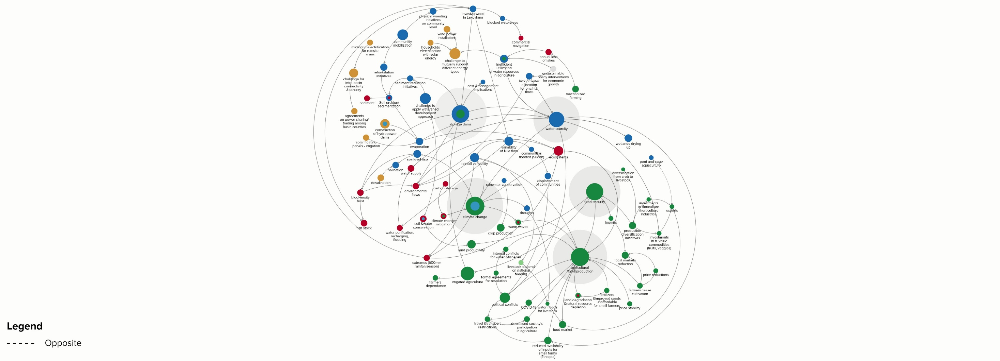 physical weeding
initiatives
on community
level
invasive weed
in Lake Tana
blocked waterways
wind power
installations
communitiy
mobilization
commercial
navigation
microgrid electrification
for remote
areas
households
electrification
with solar
energy
challenge to
mutually support
different energy
types
annual loss
of lakes
inefficient
utilization
of water resources
in agriculture
reforestation
initiatives
unsustainable
policy interventions
for economic
growth
challenge for
intra-basin
connectivity
&security
sediment reduction
initiatives
cost &management
implications
lack of water
allocation
for env/ntal
flows
mechanized
farming
sediment
Soil erosion/
sedimentation
challenge to
apply watershed
development
approach
agreements
on power sharing/
trading among
basin counties
storage dams
water scarcity
construction
of hydropower
dams
solar floating
panels - irrigation
evaporation
variability
of Nile flow
wetlands drying
up
communities
flooded (Sudan)
ecosystems
sea level rise
rainfall variability
pont and cage
aquaculture
salination
water supply
diversification
from crop to
livestock
desalination
displacement
of communities
rainwater conservation
carbon storage
environmental
flows
biodiversity
host
food security
investments
in floriculture
/horticulture
industries
exports
droughts
climate change
climate change
mitigation
soil &water
conservation
imports
fish stock
warm waves
water purification,
recharging,
flooding
crop production
production
diversification
initiatives
investments
in h. value
commodities
(fruits, veggies)
land productivity
internal conflicts
for water &fisheries
extremes (500mm
rainfall/season)
local markets
reduction
livestock depend
on national
feeding
agricultural
/food production
price reductions
formal agreements
for resolution
farmers
dependance
irrigated agriculture
farmers cease
cultivation
political conflicts
land degradation
&natural resource
depletion
fertilizers
&improved seeds
unaffordable
for small farmers
COVID-19
water needs
for livestock
price stability
travel &transport
restricitions
decreased society's
participation
in agriculture
food market
reduced availability
of inputs for
small farms
(Ethiopia)
Legend
Opposite